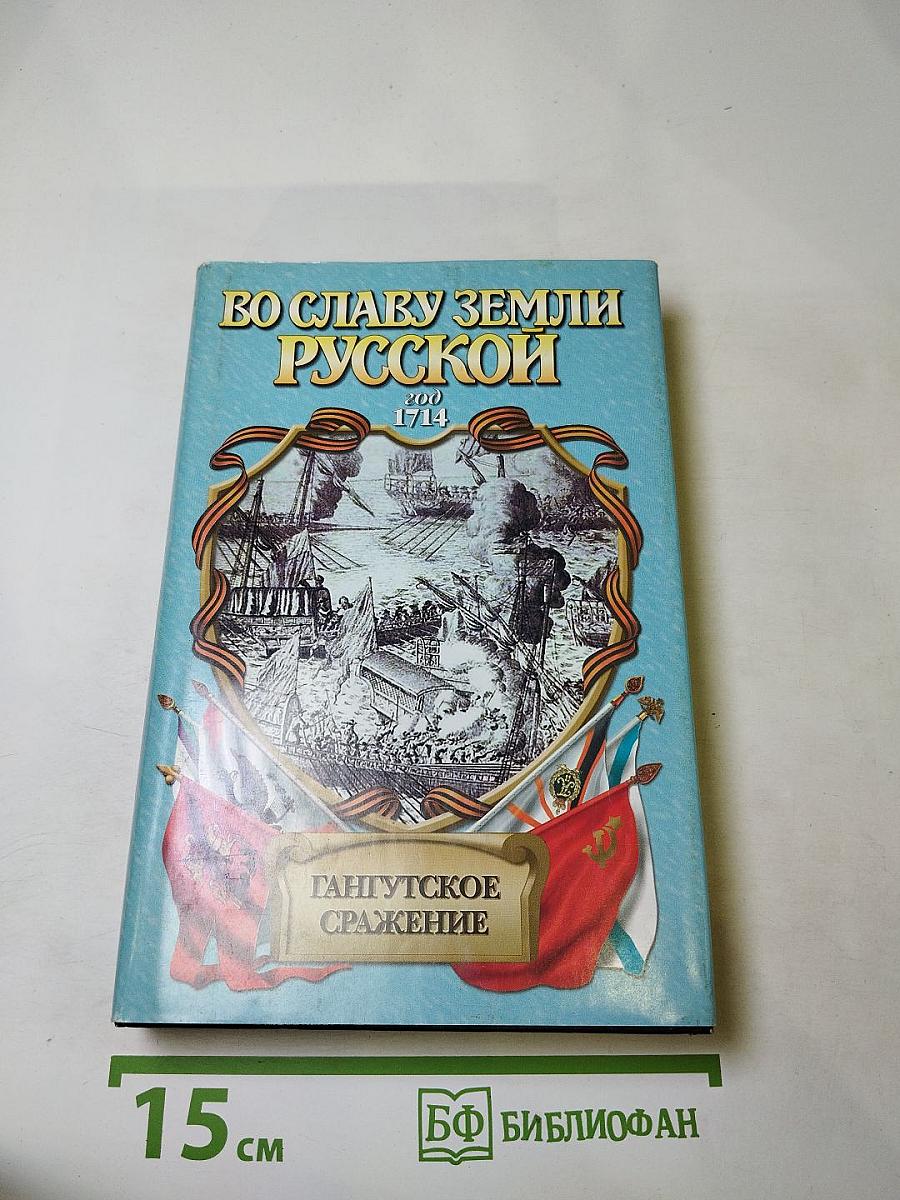 ВО СЛАВУ ЗЕМЛИ
РУССКОЙ
год
1714
ГАНГУТСКОЕ
СРАЖЕНИЕ
15 см
БФ БИБЛИОФАН